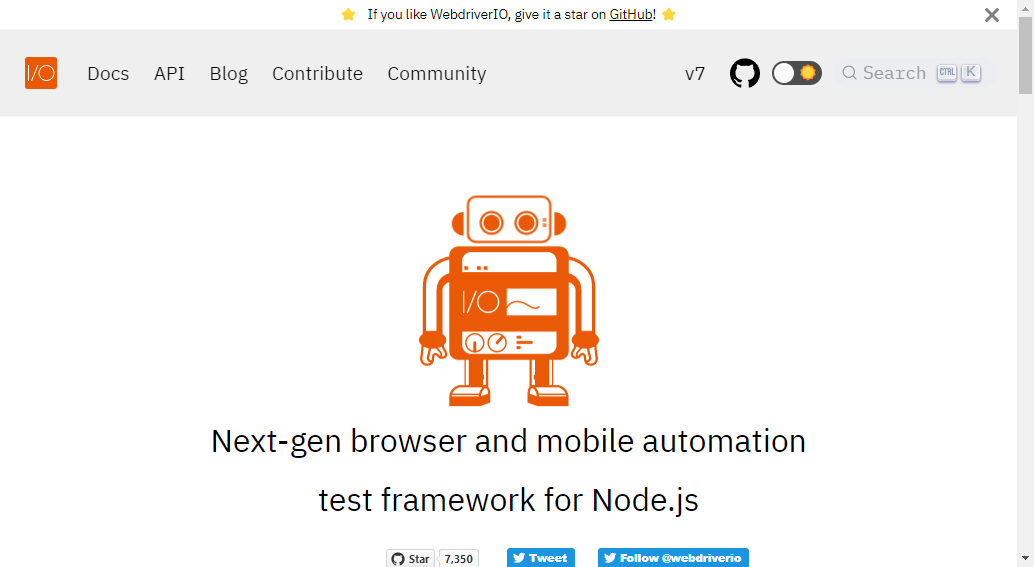 ⭐ If you like WebdriverIO, give it a star on GitHub! ⭐
I/O Docs API Blog Contribute Community v7 Search CTRL K
I/O
Next-gen browser and mobile automation
test framework for Node.js
Star 7,350 Tweet Follow @webdriverio